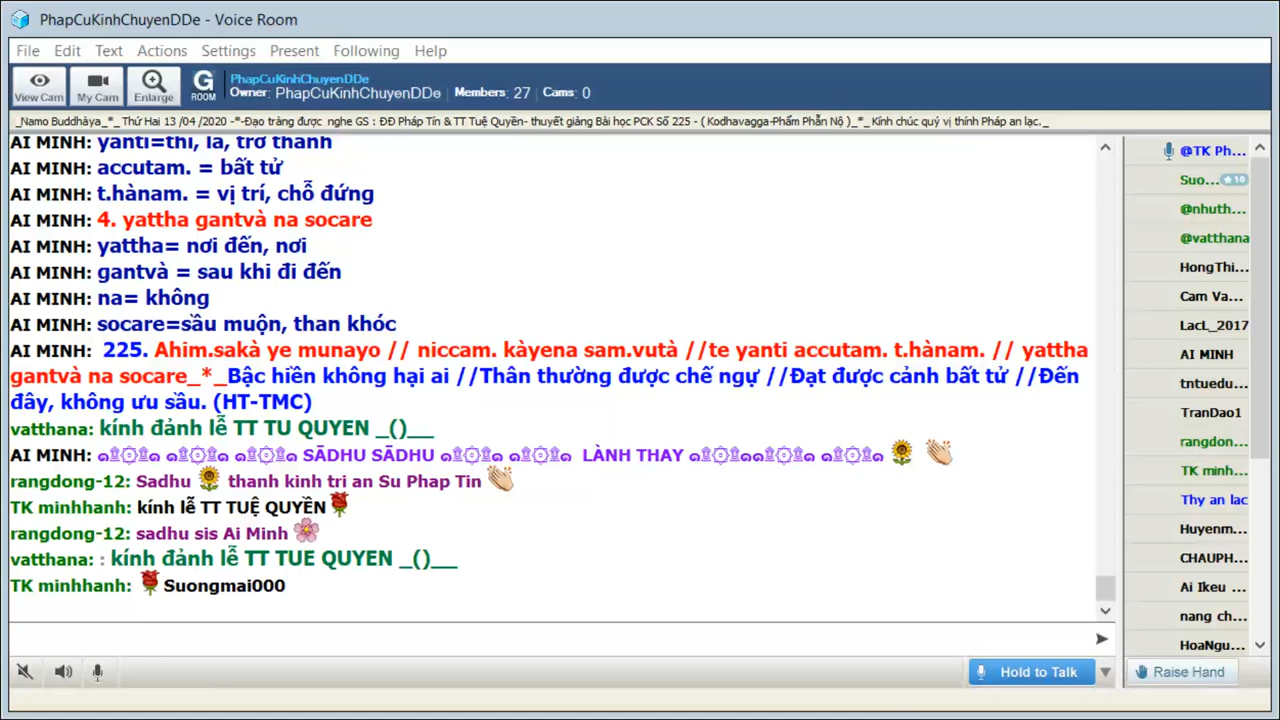 PhapCuKinhChuyenDDe - Voice Room
File Edit Text Actions Settings Present Following Help
View Cam My Cam Enlarge G ROOM
PhapCuKinhChuyenDDe
Owner: PhapCuKinhChuyenDDe Members: 27 Cams: 0
_Namo Buddhàya_*_ Thứ Hai 13 /04 /2020 -*-Đạo tràng được nghe GS : ĐĐ Pháp Tín & TT Tuệ Quyền- thuyết giảng Bài học PCK Số 225 - ( Kodhavagga-Phẩm Phẫn Nộ )_*_ Kính chúc quý vị thính Pháp an lạc._
AI MINH: yanti=thì, là, trở thành
AI MINH: accutam. = bất tử
AI MINH: t.hànam. = vị trí, chỗ đứng
AI MINH: 4. yattha gantvà na socare
AI MINH: yattha= nơi đến, nơi
AI MINH: gantvà = sau khi đi đến
AI MINH: na= không
AI MINH: socare=sầu muộn, than khóc
AI MINH: 225. Ahim.sakà ye munayo // niccam. kàyena sam.vutà //te yanti accutam. t.hànam. // yattha
gantvà na socare_*_Bậc hiền không hại ai //Thân thường được chế ngự //Đạt được cảnh bất tử //Đến
đây, không ưu sầu. (HT-TMC)
vatthana: kính đảnh lễ TT TU QUYEN _()__
AI MINH: SĀDHU SĀDHU LÀNH THAY
rangdong-12: Sadhu thanh kinh tri an Su Phap Tin
TK minhhanh: kính lễ TT TUỆ QUYỀN
rangdong-12: sadhu sis Ai Minh
vatthana: : kính đảnh lễ TT TUE QUYEN _()__
TK minhhanh: Suongmai000
@TK Ph...
Suo... 10
@nhuth...
@vatthana
HongThi...
Cam Va...
LacL_2017
AI MINH
tntuedu...
TranDao1
rangdong...
TK minh...
Thy an lac
Huyenm...
CHAUPH...
Ai Ikeu ...
nang ch...
HoaNgu...
Hold to Talk
Raise Hand